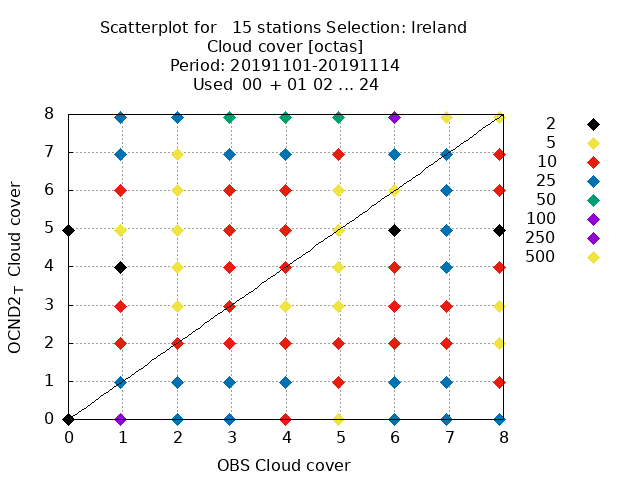 Scatterplot for 15 stations Selection: Ireland
Cloud cover [octas]
Period: 20191101-20191114
Used 00 + 01 02 ... 24
8
7
6
5
4
3
2
1
0
0 1 2 3 4 5 6 7 8
OCND2T Cloud cover
OBS Cloud cover
2
5
10
25
50
100
250
500